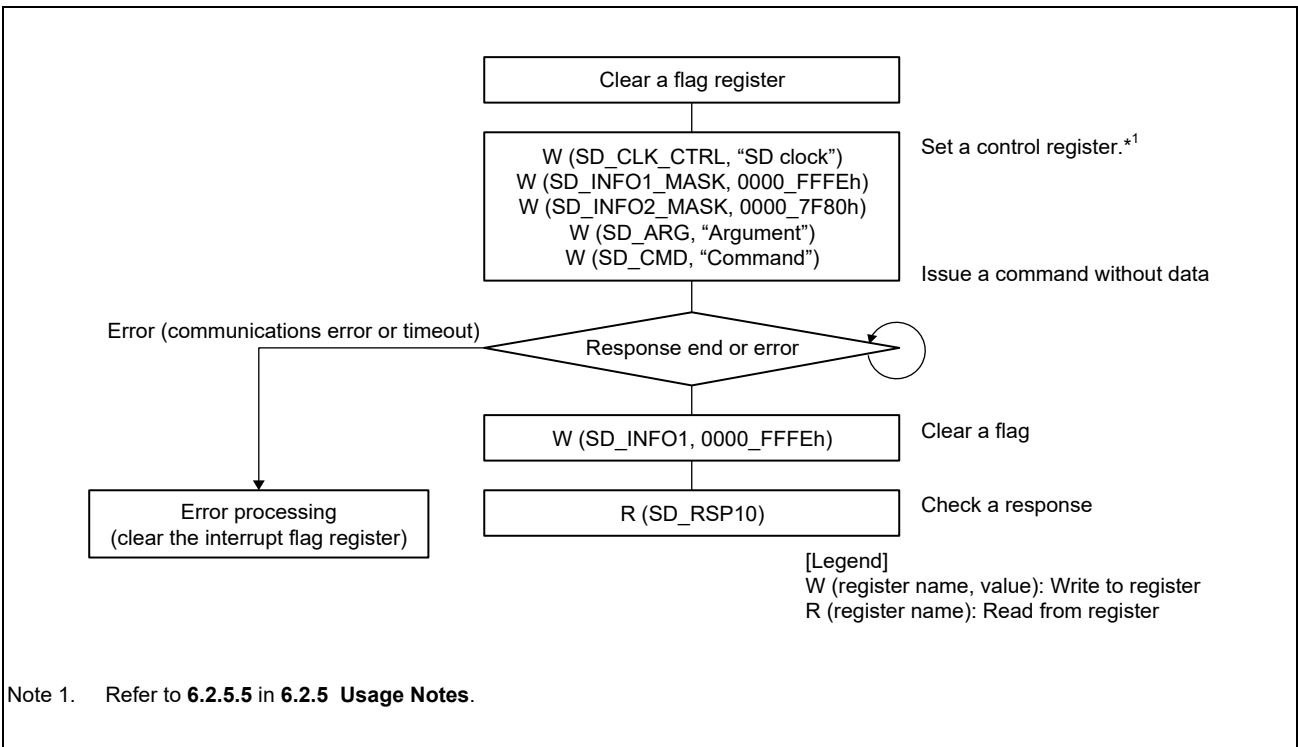 Clear a flag register
W (SD_CLK_CTRL, “SD clock”)
W (SD_INFO1_MASK, 0000_FFFEh)
W (SD_INFO2_MASK, 0000_7F80h)
W (SD_ARG, “Argument”)
W (SD_CMD, “Command”)
Set a control register.*1
Issue a command without data
Error (communications error or timeout)
Response end or error
W (SD_INFO1, 0000_FFFEh)
Clear a flag
Error processing
(clear the interrupt flag register)
R (SD_RSP10)
Check a response
[Legend]
W (register name, value): Write to register
R (register name): Read from register
Note 1. Refer to 6.2.5.5 in 6.2.5 Usage Notes.